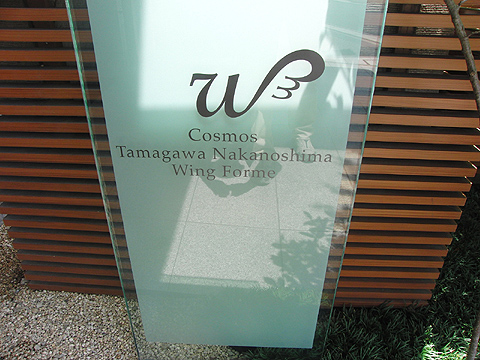 W
Cosmos
Tamagawa Nakanoshima
Wing Forme